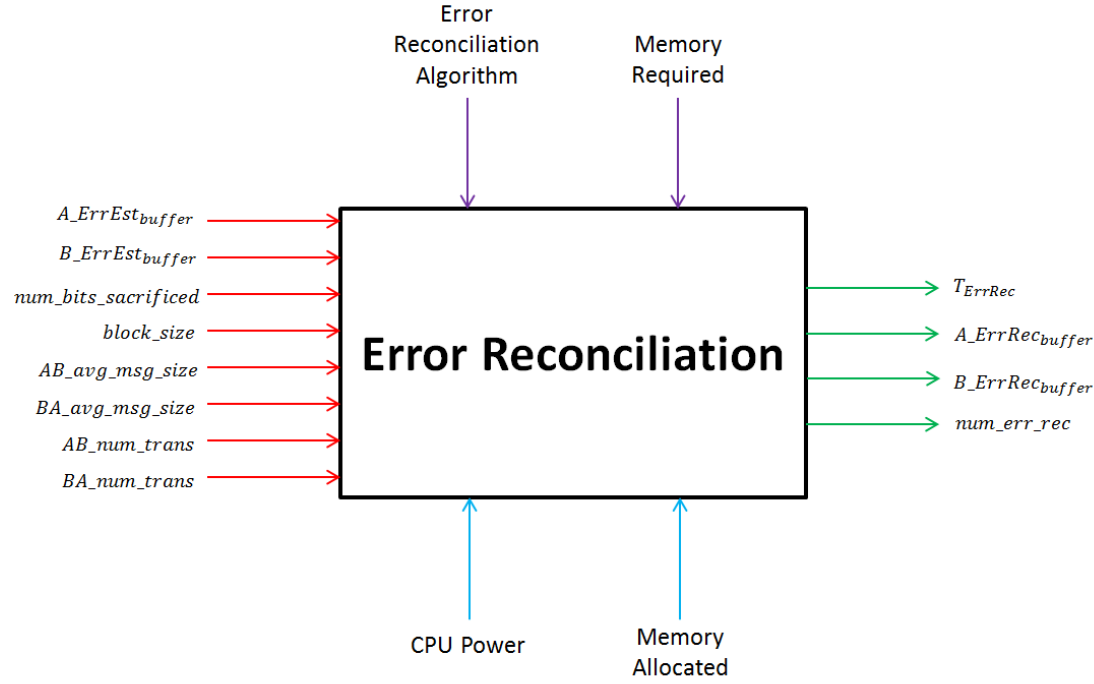 Error
Reconciliation
Algorithm
Memory
Required
A_ErrEst_buffer
B_ErrEst_buffer
num_bits_sacrificed
block_size
AB_avg_msg_size
BA_avg_msg_size
AB_num_trans
BA_num_trans
Error Reconciliation
T_ErrRec
A_ErrRec_buffer
B_ErrRec_buffer
num_err_rec
CPU Power
Memory
Allocated